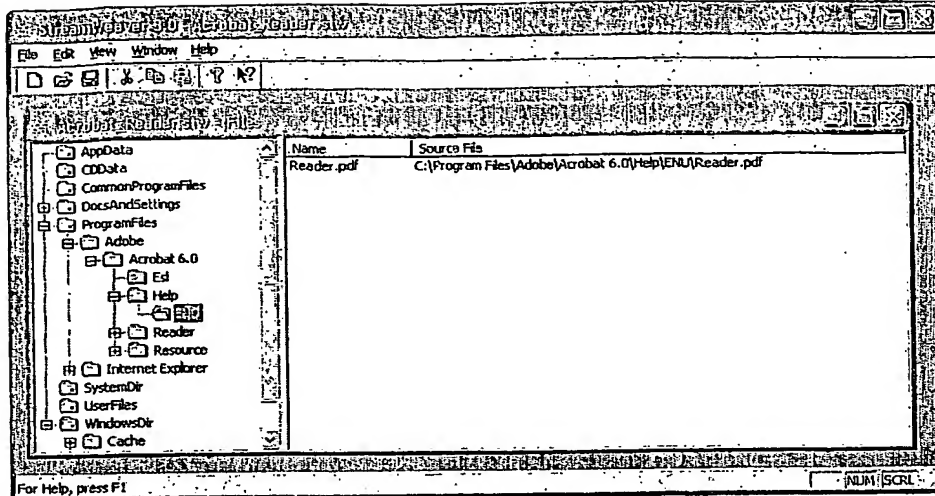 StreamWeaver
File Edit View Window Help
Name Source File
AppData
CDData
CommonProgramFiles
DocsAndSettings
ProgramFiles
Adobe
Acrobat 6.0
Esl
Help
Reader
Resource
Internet Explorer
SystemDir
UserFiles
WindowsDir
Cache
Reader.pdf C:\Program Files\Adobe\Acrobat 6.0\Help\ENU\Reader.pdf
For Help, press F1
NUM SCRL